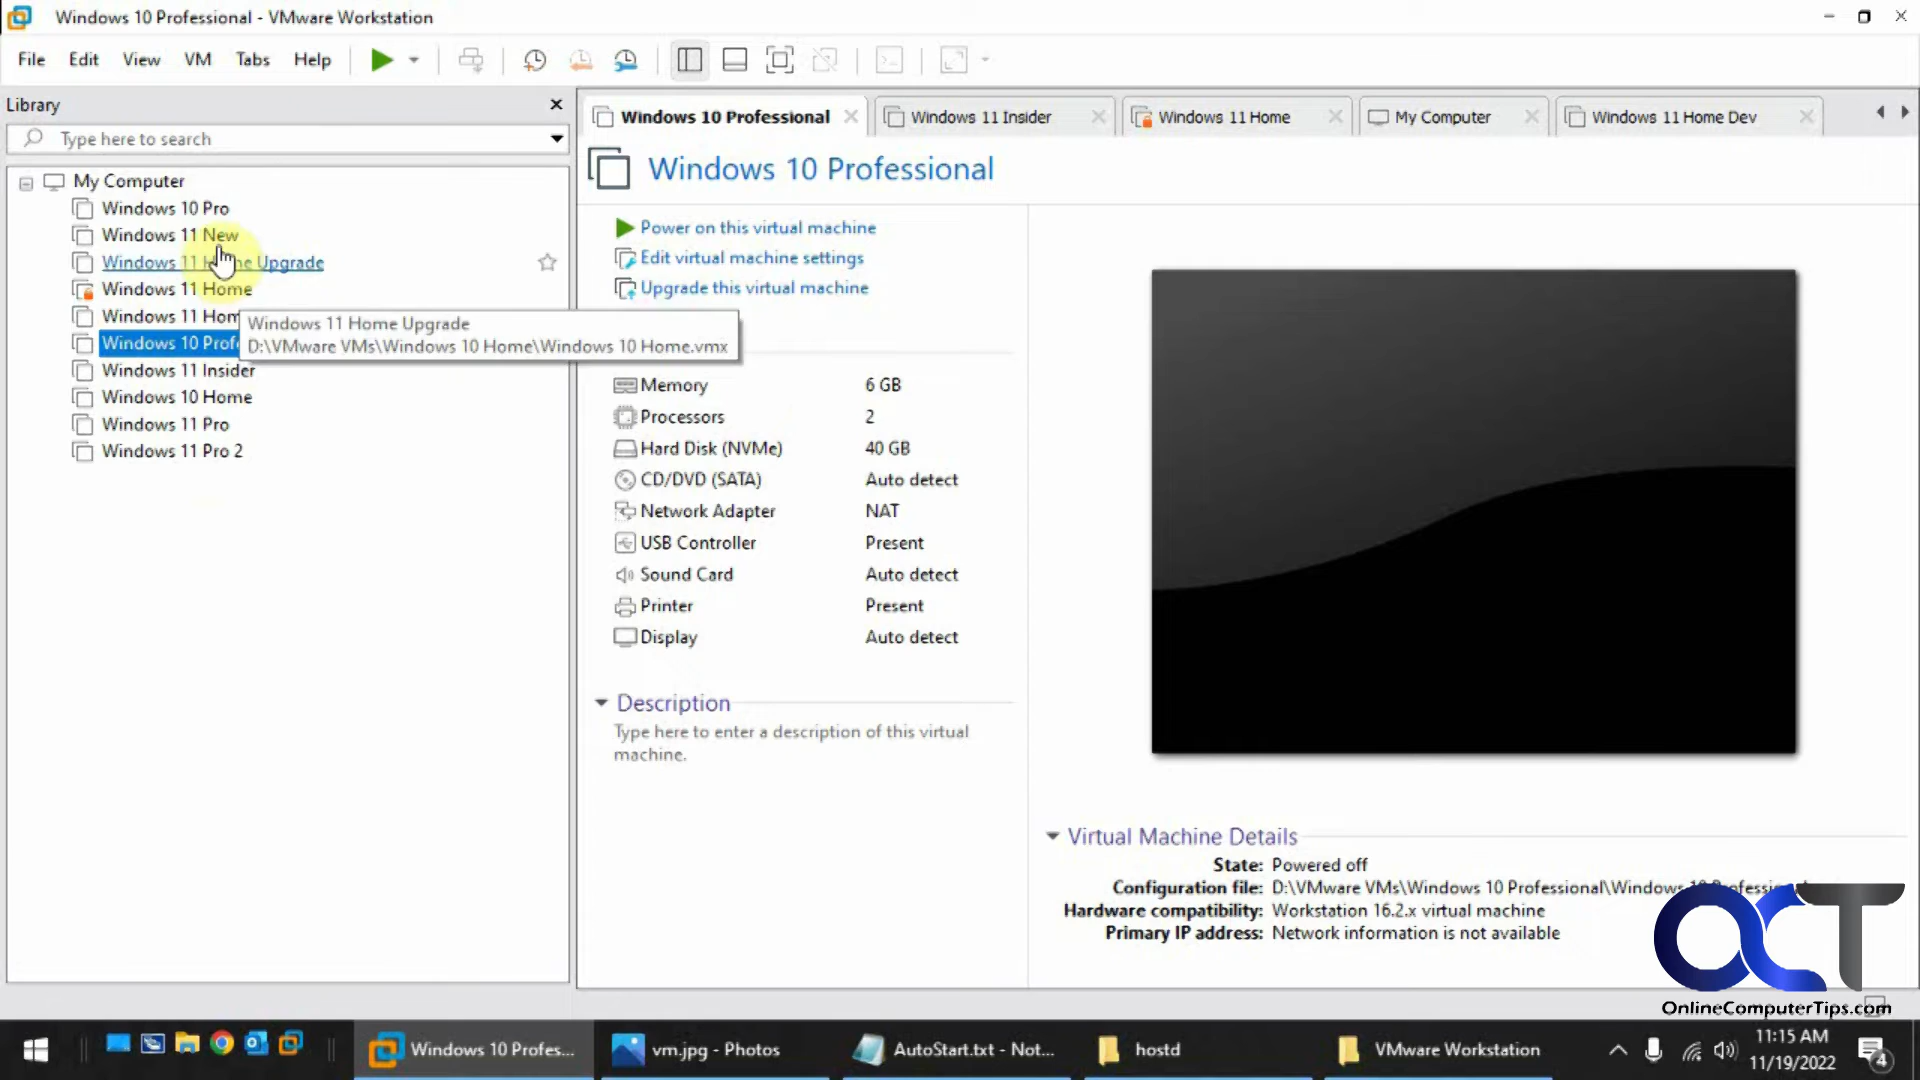 Windows 10 Professional - VMware Workstation
File Edit View VM Tabs Help
Library
Type here to search
My Computer
Windows 10 Pro
Windows 11 New
Windows 11 Home Upgrade
Windows 11 Home
Windows 11 Hom
Windows 10 Profe
Windows 11 Insider
Windows 10 Home
Windows 11 Pro
Windows 11 Pro 2
Windows 11 Home Upgrade
D:\VMware VMs\Windows 10 Home\Windows 10 Home.vmx
Windows 10 Professional Windows 11 Insider Windows 11 Home My Computer Windows 11 Home Dev
Windows 10 Professional
Power on this virtual machine
Edit virtual machine settings
Upgrade this virtual machine
Memory 6 GB
Processors 2
Hard Disk (NVMe) 40 GB
CD/DVD (SATA) Auto detect
Network Adapter NAT
USB Controller Present
Sound Card Auto detect
Printer Present
Display Auto detect
Description
Type here to enter a description of this virtual
machine.
Virtual Machine Details
State: Powered off
Configuration file: D:\VMware VMs\Windows 10 Professional\Windows 10
Hardware compatibility: Workstation 16.2.x virtual machine
Primary IP address: Network information is not available
OCT
OnlineComputerTips.com
Windows 10 Profes... vm.jpg - Photos AutoStart.txt - Not... hostd VMware Workstation
11:15 AM
11/19/2022
4